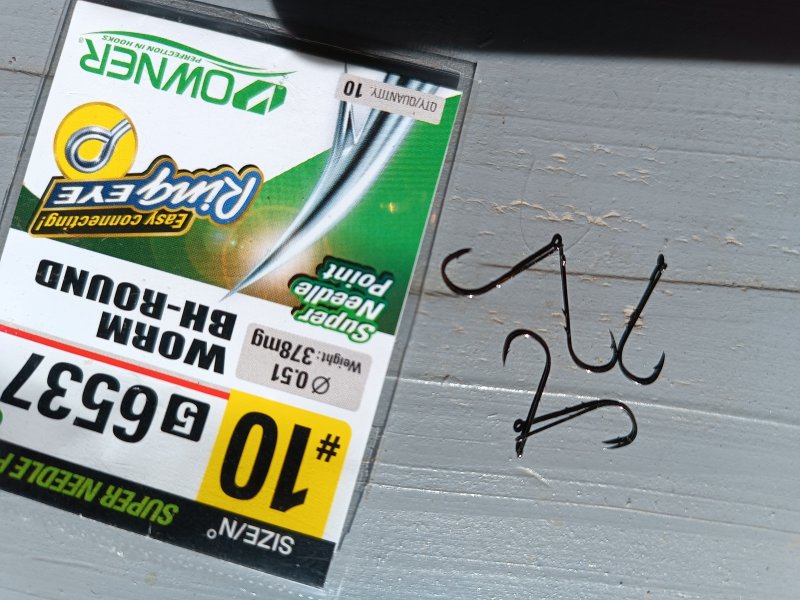 SIZE/N°
#10
SUPER NEEDLE
5 6537
Ø 0.51
Weight: 378mg
WORM
BH-ROUND
Super
Needle
Point
Easy connecting!
Ring EYE
QTY/QUANTITY: 10
OWNER®
PERFECTION IN HOOKS